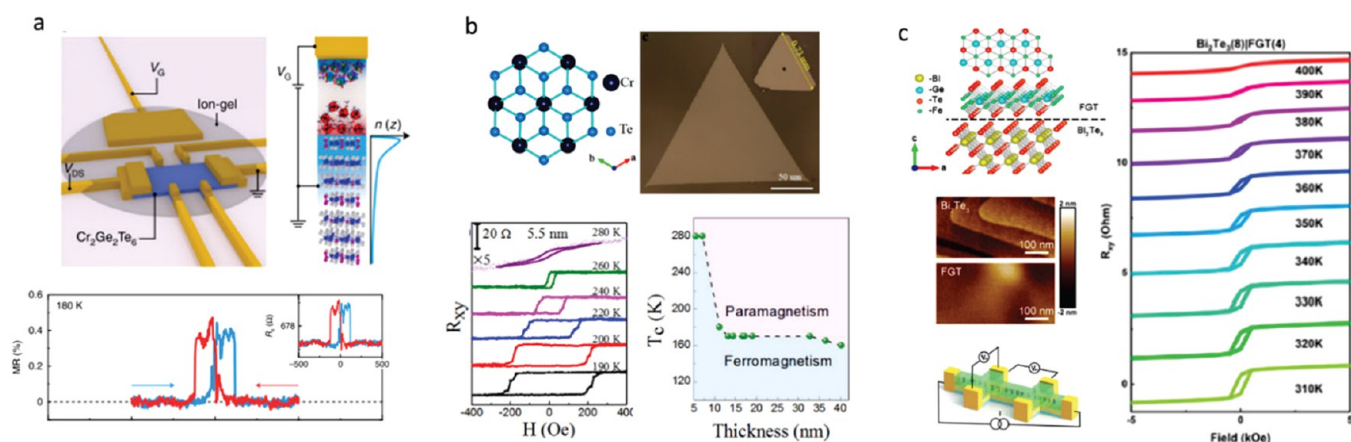 a
V_G
Ion-gel
V_DS
Cr2Ge2Te6
V_G
n (z)
180 K
MR (%)
0.6
0.4
0.2
0.0
R_s (Ω)
678
-500
0
500
b
Cr
Te
b
a
c
0.71 nm
50 μm
20 Ω
5.5 nm
×5
280 K
260 K
240 K
220 K
200 K
190 K
R_xy
-400
-200
0
200
400
H (Oe)
Tc (K)
280
240
200
160
120
Paramagnetism
Ferromagnetism
5
10
15
20
25
30
35
40
Thickness (nm)
c
-Bi
-Ge
-Te
-Fe
FGT
Bi2Te3
c
a
Bi2Te3
100 nm
FGT
100 nm
2 nm
-2 nm
Bi2Te3(8)|FGT(4)
R_xy (Ohm)
15
10
5
0
400K
390K
380K
370K
360K
350K
340K
330K
320K
310K
-5
0
5
Field (kOe)